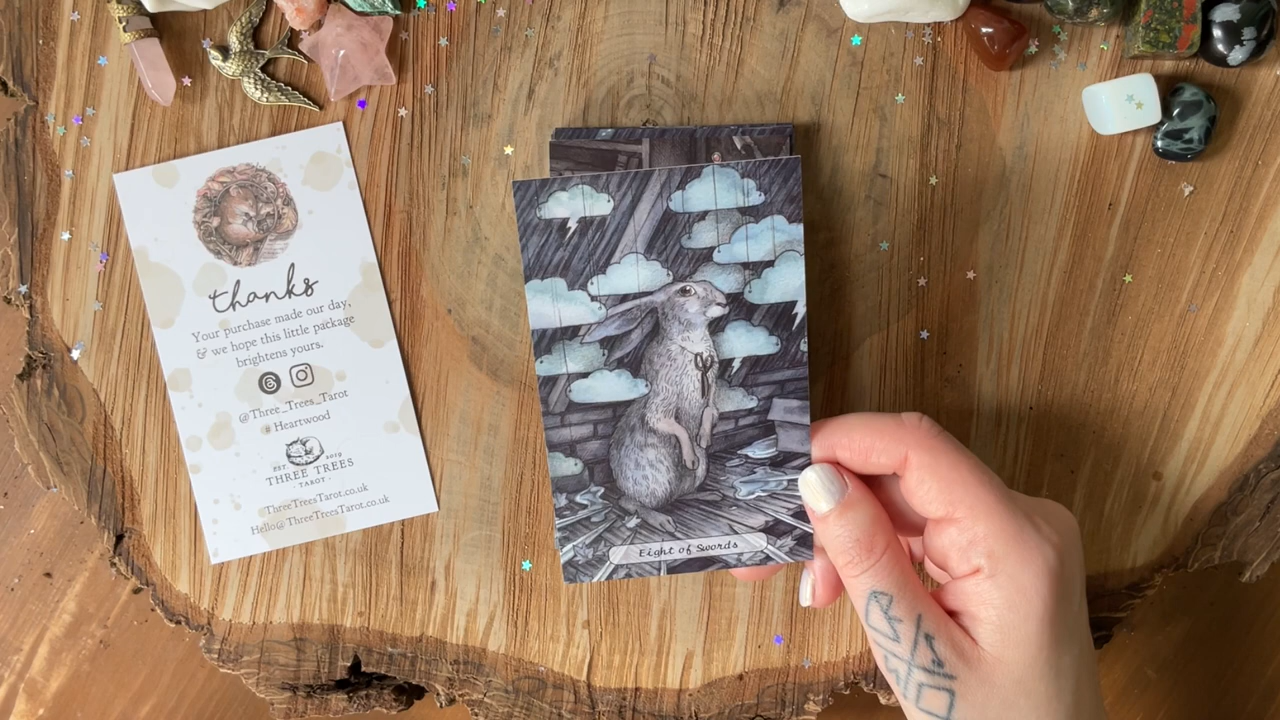 thanks
Your purchase made our day,
& we hope this little package
brightens yours.
@Three_Trees_Tarot
# Heartwood
EST. 2019
THREE TREES
· TAROT ·
ThreeTreesTarot.co.uk
Hello@ThreeTreesTarot.co.uk
Eight of Swords